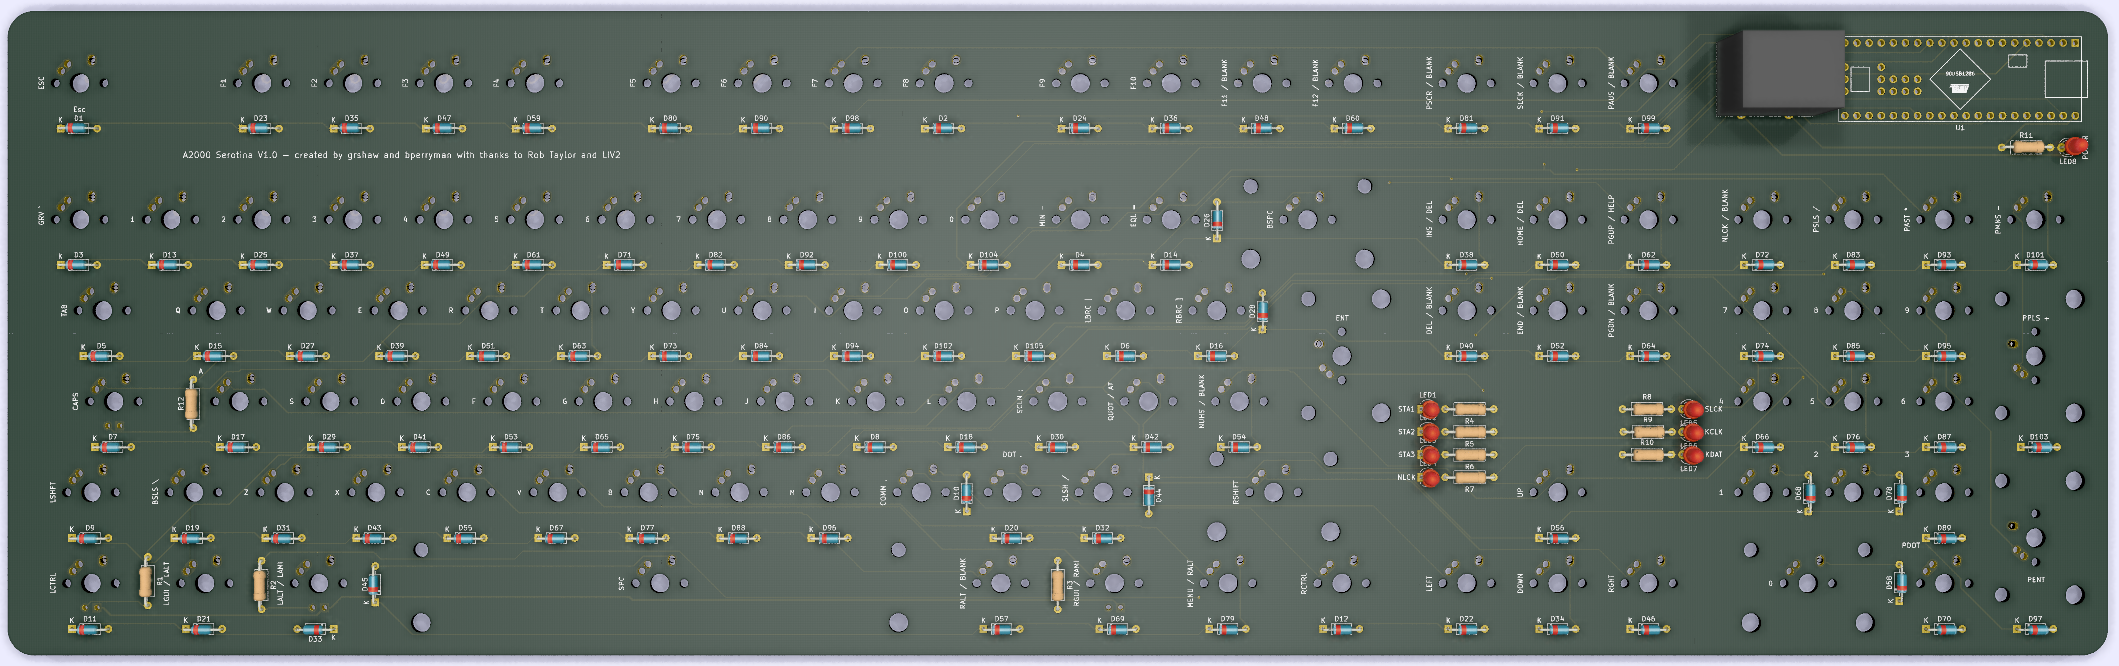 ESC F1 F2 F3 F4 F5 F6 F7 F8 F9 F10 F11 / BLANK F12 / BLANK PSCR / BLANK SLCK / BLANK PAUS / BLANK
Esc
K D1 K D23 K D35 K D47 K D59 K D80 K D90 K D98 K D2 K D24 K D36 K D48 K D60 K D81 K D91 K D99
90USB1286
U1
R11
LED8
A2000 Serotina V1.0 – created by grshaw and bperryman with thanks to Rob Taylor and LIV2
GRV ` 1 2 3 4 5 6 7 8 9 0 MIN - EQL = D26 K BSPC INS / DEL HOME / DEL PGUP / HELP NLCK / BLANK PSLS / PAST * PMNS -
K D3 K D13 K D25 K D37 K D49 K D61 K D71 K D82 K D92 K D100 K D104 K D4 K D14 K D38 K D50 K D62 K D72 K D83 K D93 K D101
TAB Q W E R T Y U I O P LBRC [ RBRC ] D28 K ENT DEL / BLANK END / BLANK PGDN / BLANK 7 8 9 PPLS +
K D5 K D15 K D27 K D39 K D51 K D63 K D73 K D84 K D94 K D102 K D105 K D6 K D16 K D40 K D52 K D64 K D74 K D85 K D95
CAPS R12 A S D F G H J K L SCLN ; QUOT / AT NUHS / BLANK 4 5 6
LED1
STA1 R8 SLCK
STA2 R4 R9 KCLK
STA3 R5 R10 KDAT
NLCK R6 LED7
R7
K D7 K D17 K D29 K D41 K D53 K D65 K D75 K D86 K D8 K D18 K D30 K D42 K D54 K D66 K D76 K D87 K D103
LSHFT BSLS \ Z X C V B N M COMM , D10 K DOT . SLSH / K D44 RSHIFT UP 1 D68 K 2 D78 K 3
K D9 K D19 K D31 K D43 K D55 K D67 K D77 K D88 K D96 K D20 K D32 K D56 K D89
LCTRL R1 LGUI / LALT R2 LALT / LAMI D45 K SPC RALT / BLANK R3 RGUI / RAMI MENU / RALT RCTRL LEFT DOWN RGHT 0 PDOT D58 K PENT
K D11 K D21 D33 K K D57 K D69 K D79 K D12 K D22 K D34 K D46 K D70 K D97